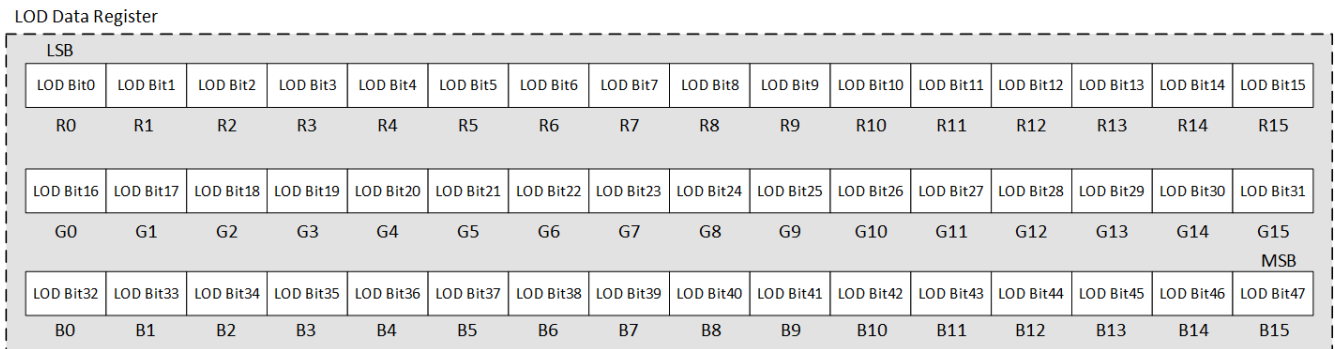 LOD Data Register
LSB
LOD Bit0 LOD Bit1 LOD Bit2 LOD Bit3 LOD Bit4 LOD Bit5 LOD Bit6 LOD Bit7 LOD Bit8 LOD Bit9 LOD Bit10 LOD Bit11 LOD Bit12 LOD Bit13 LOD Bit14 LOD Bit15
R0 R1 R2 R3 R4 R5 R6 R7 R8 R9 R10 R11 R12 R13 R14 R15
LOD Bit16 LOD Bit17 LOD Bit18 LOD Bit19 LOD Bit20 LOD Bit21 LOD Bit22 LOD Bit23 LOD Bit24 LOD Bit25 LOD Bit26 LOD Bit27 LOD Bit28 LOD Bit29 LOD Bit30 LOD Bit31
G0 G1 G2 G3 G4 G5 G6 G7 G8 G9 G10 G11 G12 G13 G14 G15
MSB
LOD Bit32 LOD Bit33 LOD Bit34 LOD Bit35 LOD Bit36 LOD Bit37 LOD Bit38 LOD Bit39 LOD Bit40 LOD Bit41 LOD Bit42 LOD Bit43 LOD Bit44 LOD Bit45 LOD Bit46 LOD Bit47
B0 B1 B2 B3 B4 B5 B6 B7 B8 B9 B10 B11 B12 B13 B14 B15